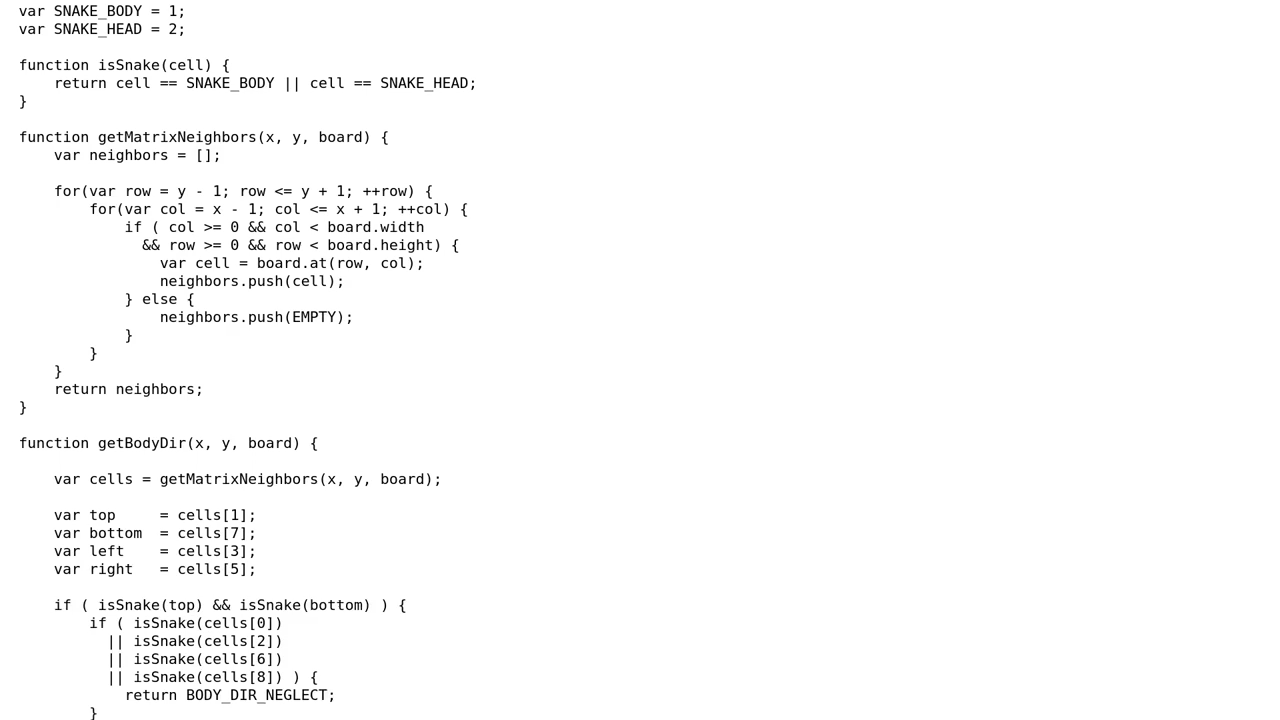 var SNAKE_BODY = 1;
var SNAKE_HEAD = 2;

function isSnake(cell) {
    return cell == SNAKE_BODY || cell == SNAKE_HEAD;
}

function getMatrixNeighbors(x, y, board) {
    var neighbors = [];

    for(var row = y - 1; row <= y + 1; ++row) {
        for(var col = x - 1; col <= x + 1; ++col) {
            if ( col >= 0 && col < board.width
              && row >= 0 && row < board.height) {
                var cell = board.at(row, col);
                neighbors.push(cell);
            } else {
                neighbors.push(EMPTY);
            }
        }
    }
    return neighbors;
}

function getBodyDir(x, y, board) {

    var cells = getMatrixNeighbors(x, y, board);

    var top     = cells[1];
    var bottom  = cells[7];
    var left    = cells[3];
    var right   = cells[5];

    if ( isSnake(top) && isSnake(bottom) ) {
        if ( isSnake(cells[0])
          || isSnake(cells[2])
          || isSnake(cells[6])
          || isSnake(cells[8]) ) {
            return BODY_DIR_NEGLECT;
        }